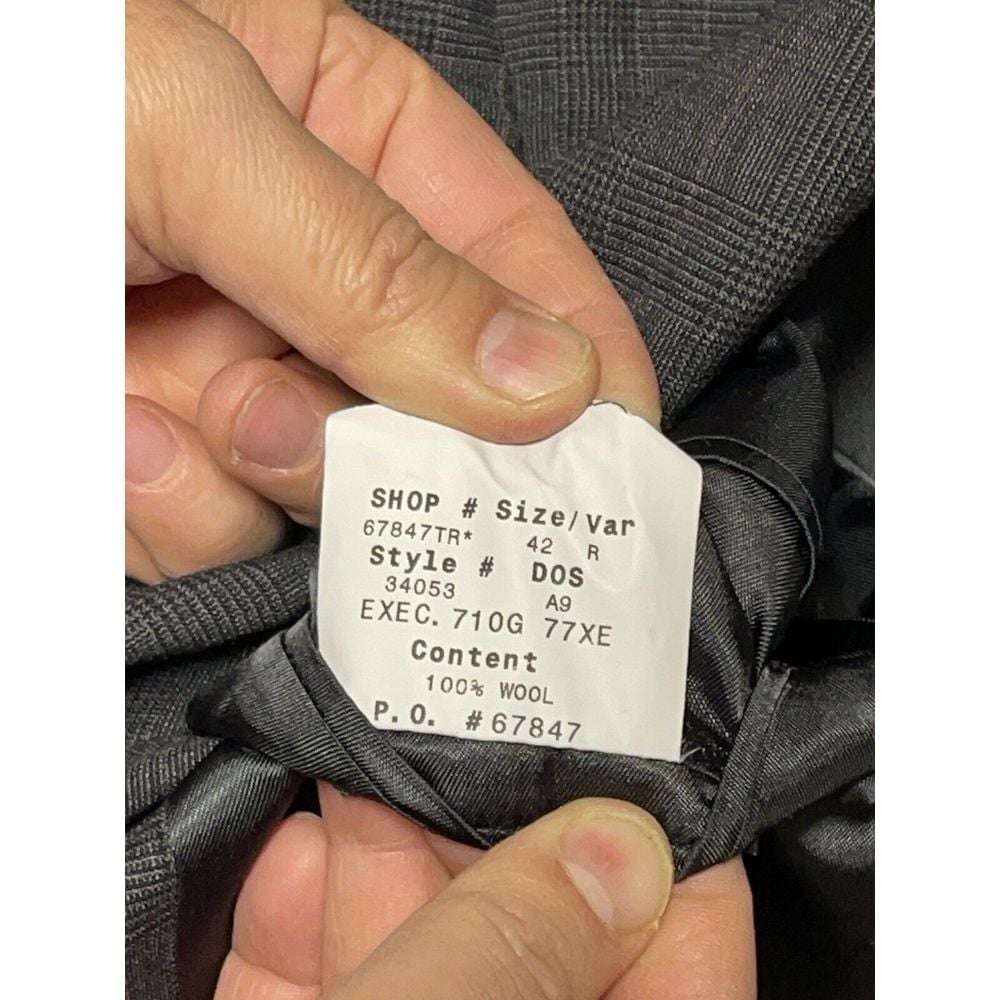 SHOP # Size/Var
67847TR* 42 R
Style # DOS
34053 A9
EXEC. 710G 77XE
Content
100% WOOL
P.O. #67847